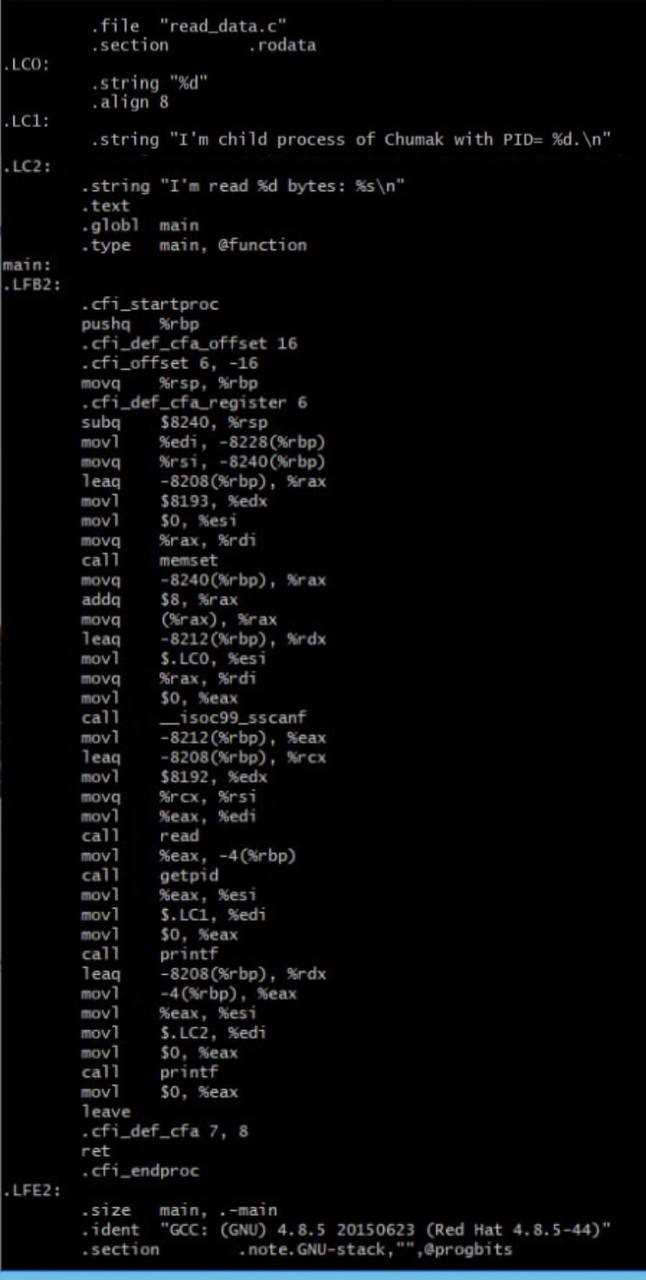 .file "read_data.c"
.section .rodata
.LC0:
.string "%d"
.align 8
.LC1:
.string "I'm child process of Chumak with PID= %d.\n"
.LC2:
.string "I'm read %d bytes: %s\n"
.text
.globl main
.type main, @function
main:
.LFB2:
.cfi_startproc
pushq %rbp
.cfi_def_cfa_offset 16
.cfi_offset 6, -16
movq %rsp, %rbp
.cfi_def_cfa_register 6
subq $8240, %rsp
movl %edi, -8228(%rbp)
movq %rsi, -8240(%rbp)
leaq -8208(%rbp), %rax
movl $8193, %edx
movl $0, %esi
movq %rax, %rdi
call memset
movq -8240(%rbp), %rax
addq $8, %rax
movq (%rax), %rax
leaq -8212(%rbp), %rdx
movl $.LC0, %esi
movq %rax, %rdi
movl $0, %eax
call __isoc99_sscanf
movl -8212(%rbp), %eax
leaq -8208(%rbp), %rcx
movl $8192, %edx
movq %rcx, %rsi
movl %eax, %edi
call read
movl %eax, -4(%rbp)
call getpid
movl %eax, %esi
movl $.LC1, %edi
movl $0, %eax
call printf
leaq -8208(%rbp), %rdx
movl -4(%rbp), %eax
movl %eax, %esi
movl $.LC2, %edi
movl $0, %eax
call printf
movl $0, %eax
leave
.cfi_def_cfa 7, 8
ret
.cfi_endproc
.LFE2:
.size main, .-main
.ident "GCC: (GNU) 4.8.5 20150623 (Red Hat 4.8.5-44)"
.section .note.GNU-stack,"",@progbits